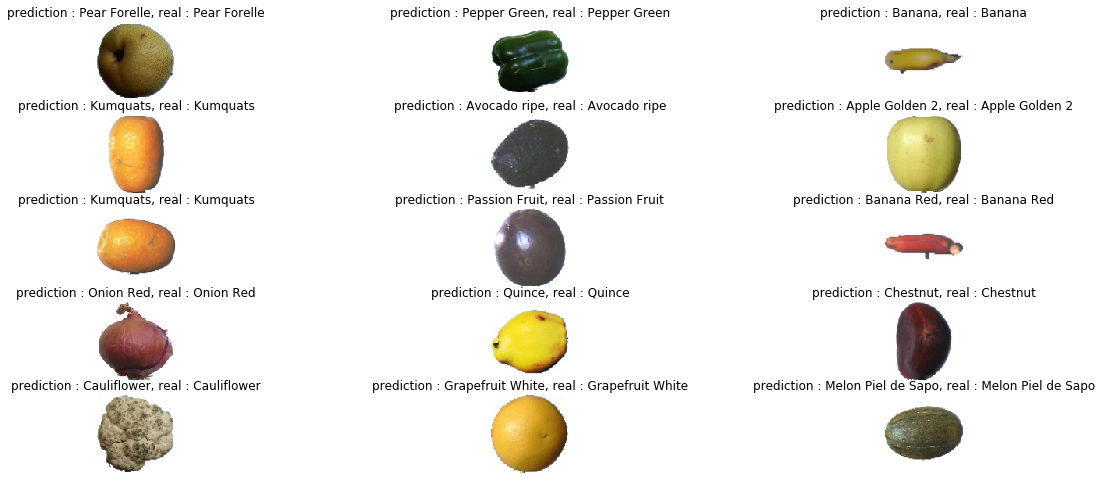 prediction : Pear Forelle, real : Pear Forelle
prediction : Pepper Green, real : Pepper Green
prediction : Banana, real : Banana
prediction : Kumquats, real : Kumquats
prediction : Avocado ripe, real : Avocado ripe
prediction : Apple Golden 2, real : Apple Golden 2
prediction : Kumquats, real : Kumquats
prediction : Passion Fruit, real : Passion Fruit
prediction : Banana Red, real : Banana Red
prediction : Onion Red, real : Onion Red
prediction : Quince, real : Quince
prediction : Chestnut, real : Chestnut
prediction : Cauliflower, real : Cauliflower
prediction : Grapefruit White, real : Grapefruit White
prediction : Melon Piel de Sapo, real : Melon Piel de Sapo